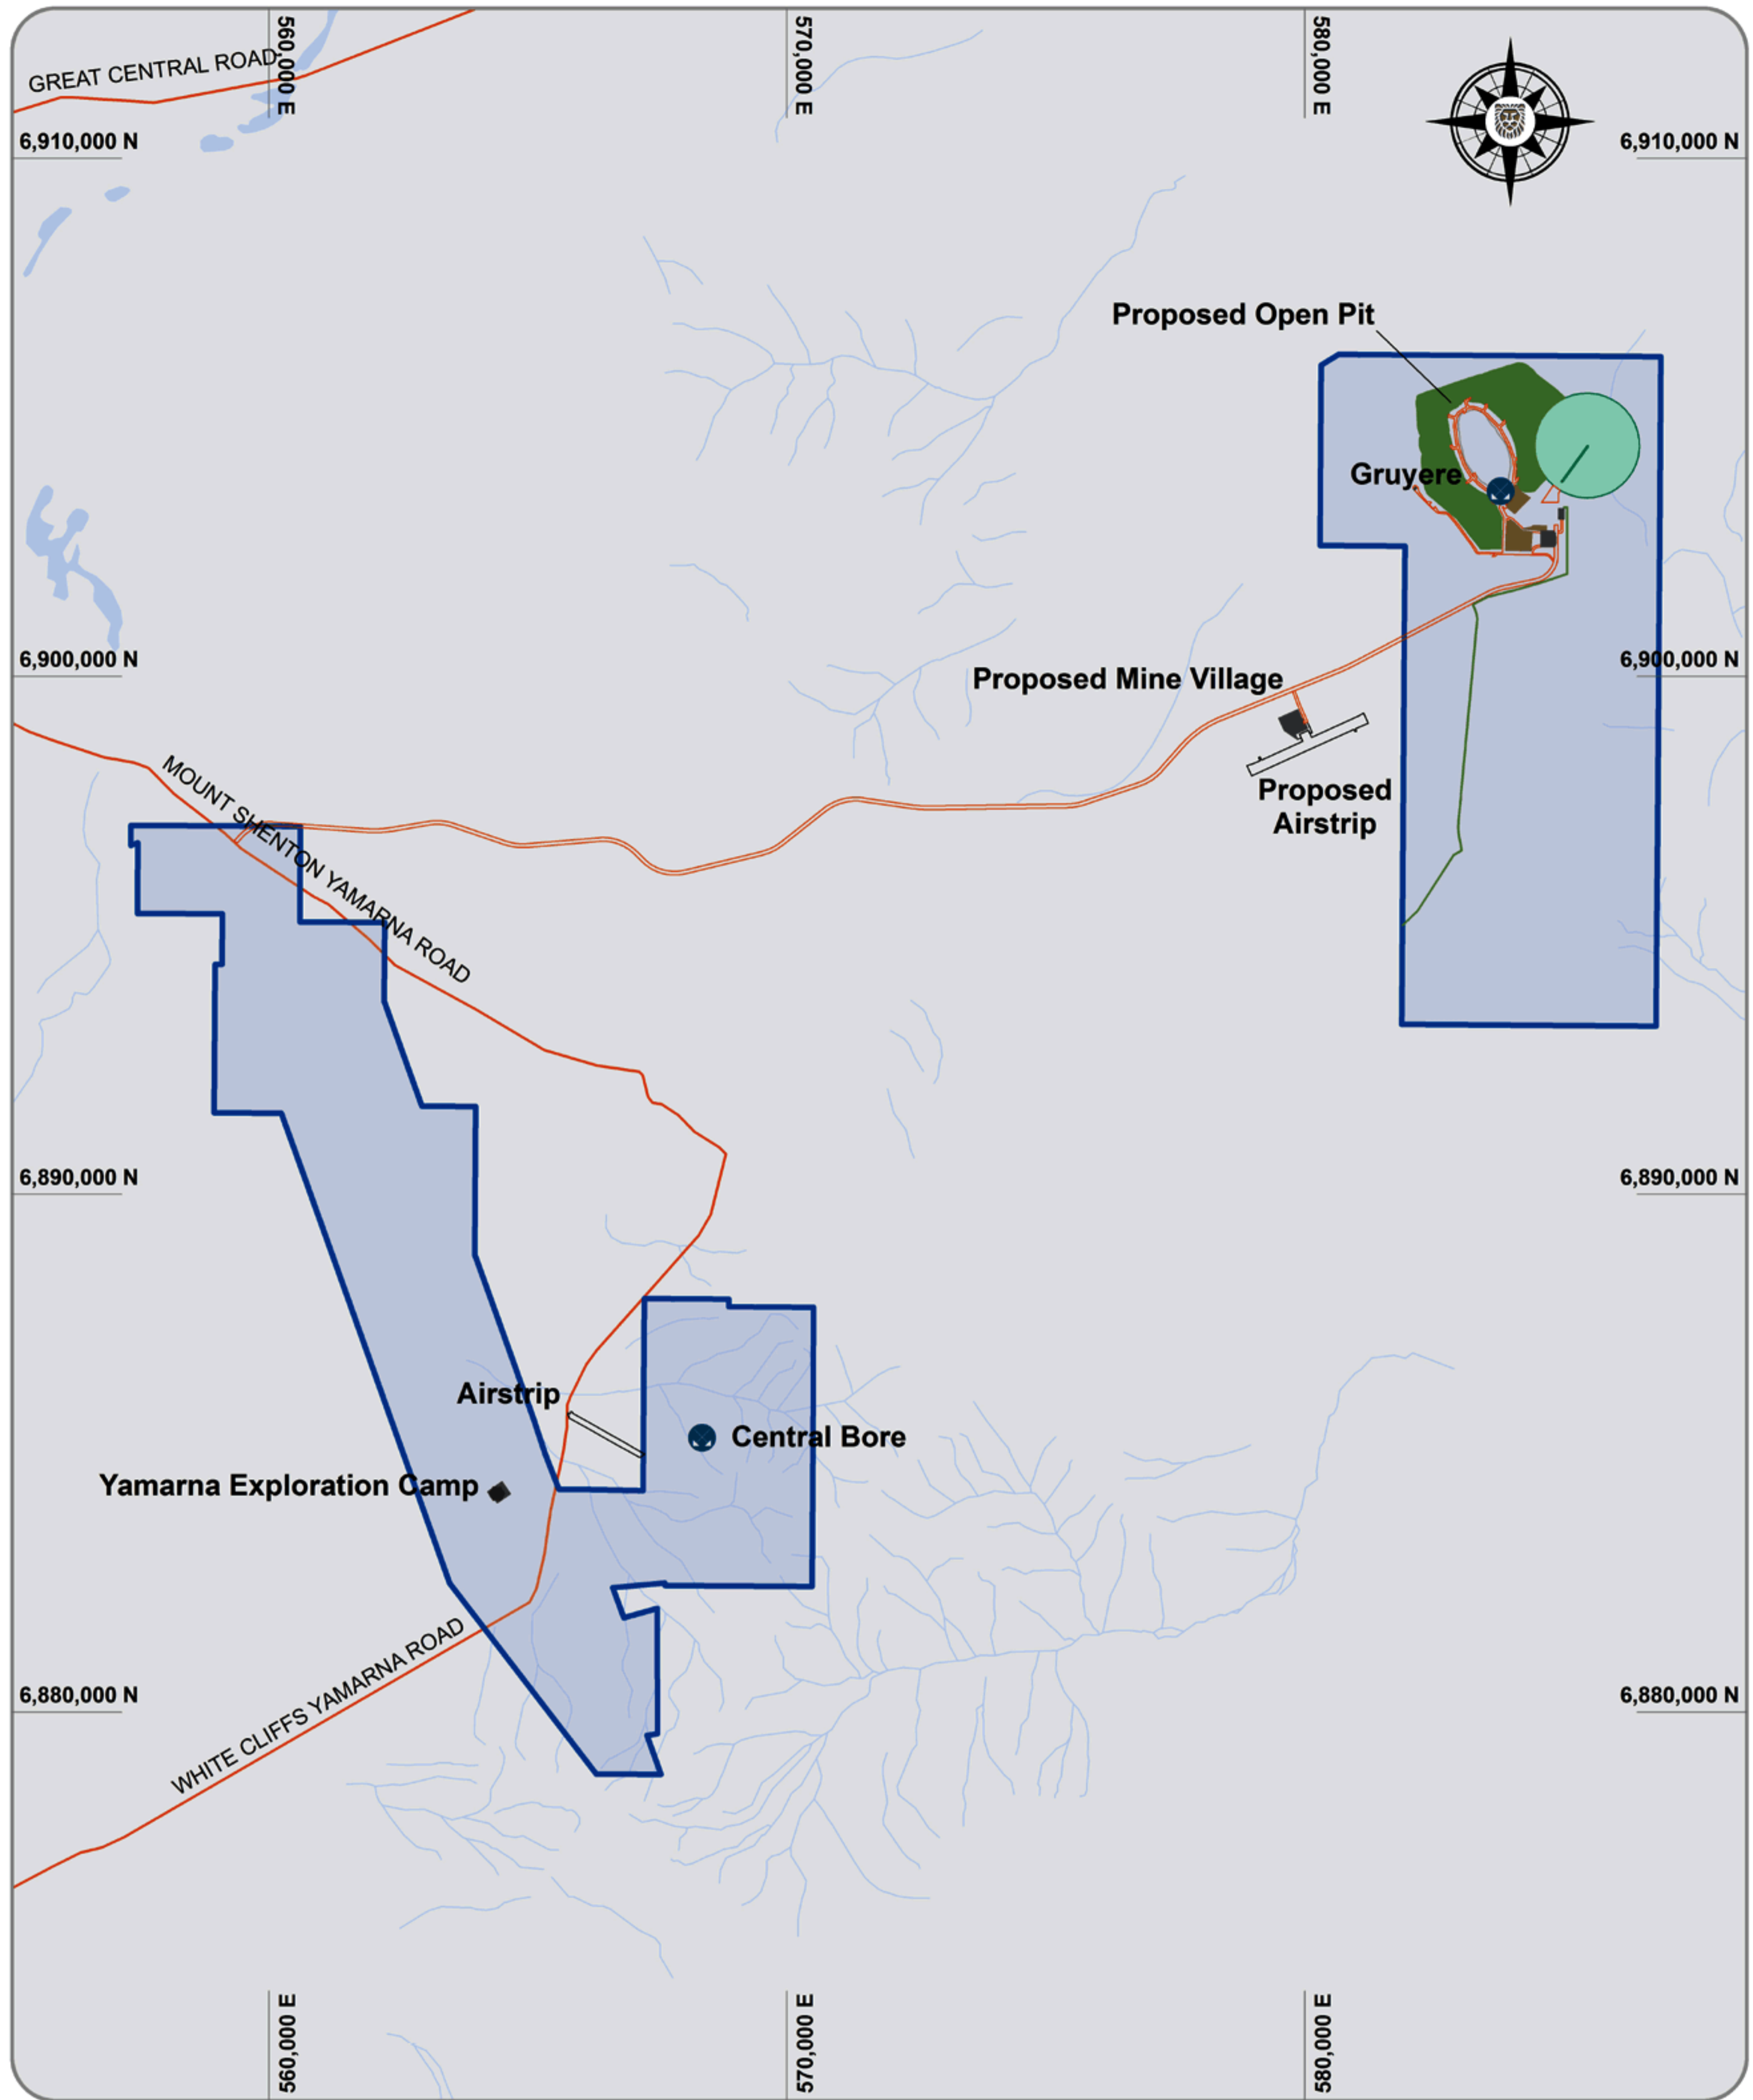 560,000 E
570,000 E
580,000 E
GREAT CENTRAL ROAD
6,910,000 N
6,910,000 N
Proposed Open Pit
Gruyere
6,900,000 N
6,900,000 N
Proposed Mine Village
Proposed
Airstrip
MOUNT SHENTON YAMARNA ROAD
6,890,000 N
6,890,000 N
Airstrip
Central Bore
Yamarna Exploration Camp
WHITE CLIFFS YAMARNA ROAD
6,880,000 N
6,880,000 N
560,000 E
570,000 E
580,000 E